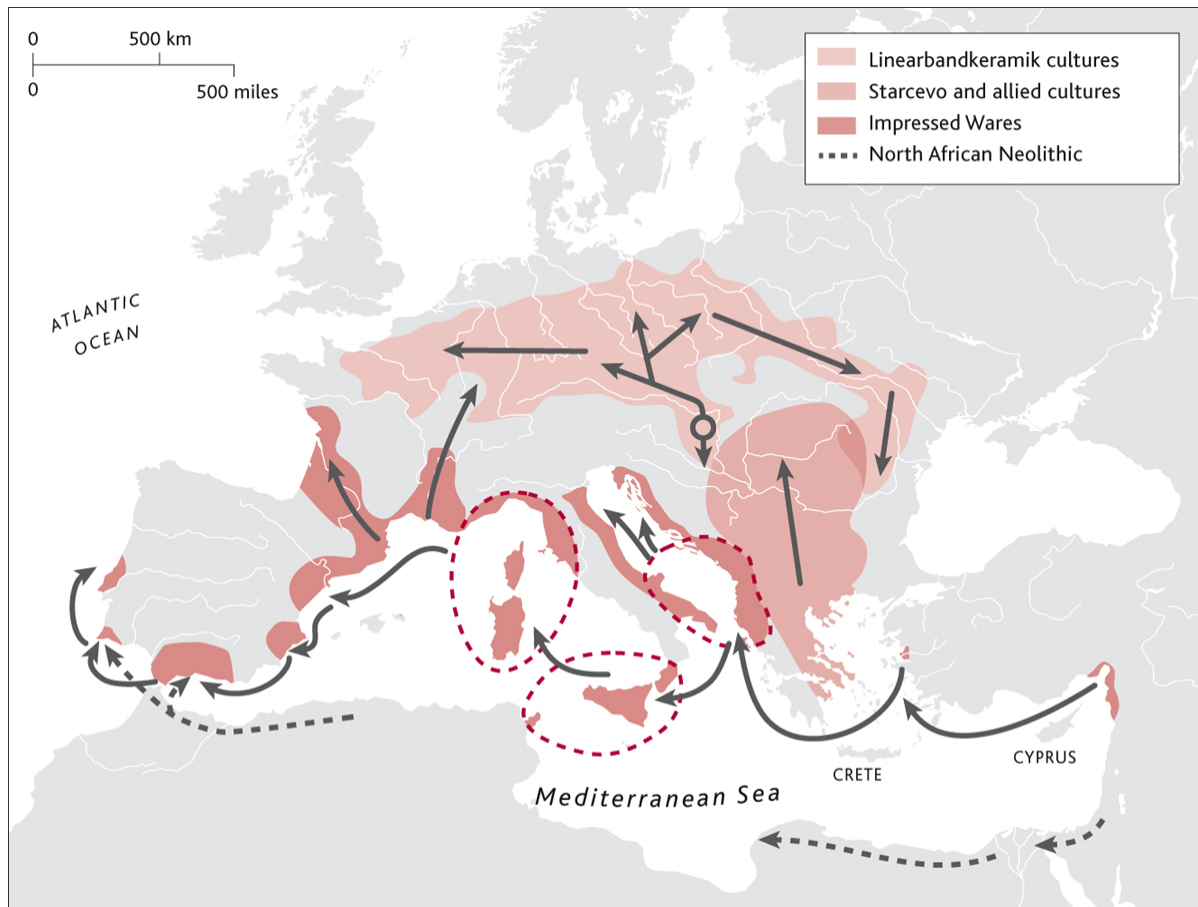 0 500 km
0 500 miles
Linearbandkeramik cultures
Starcevo and allied cultures
Impressed Wares
North African Neolithic
ATLANTIC
OCEAN
CYPRUS
CRETE
Mediterranean Sea